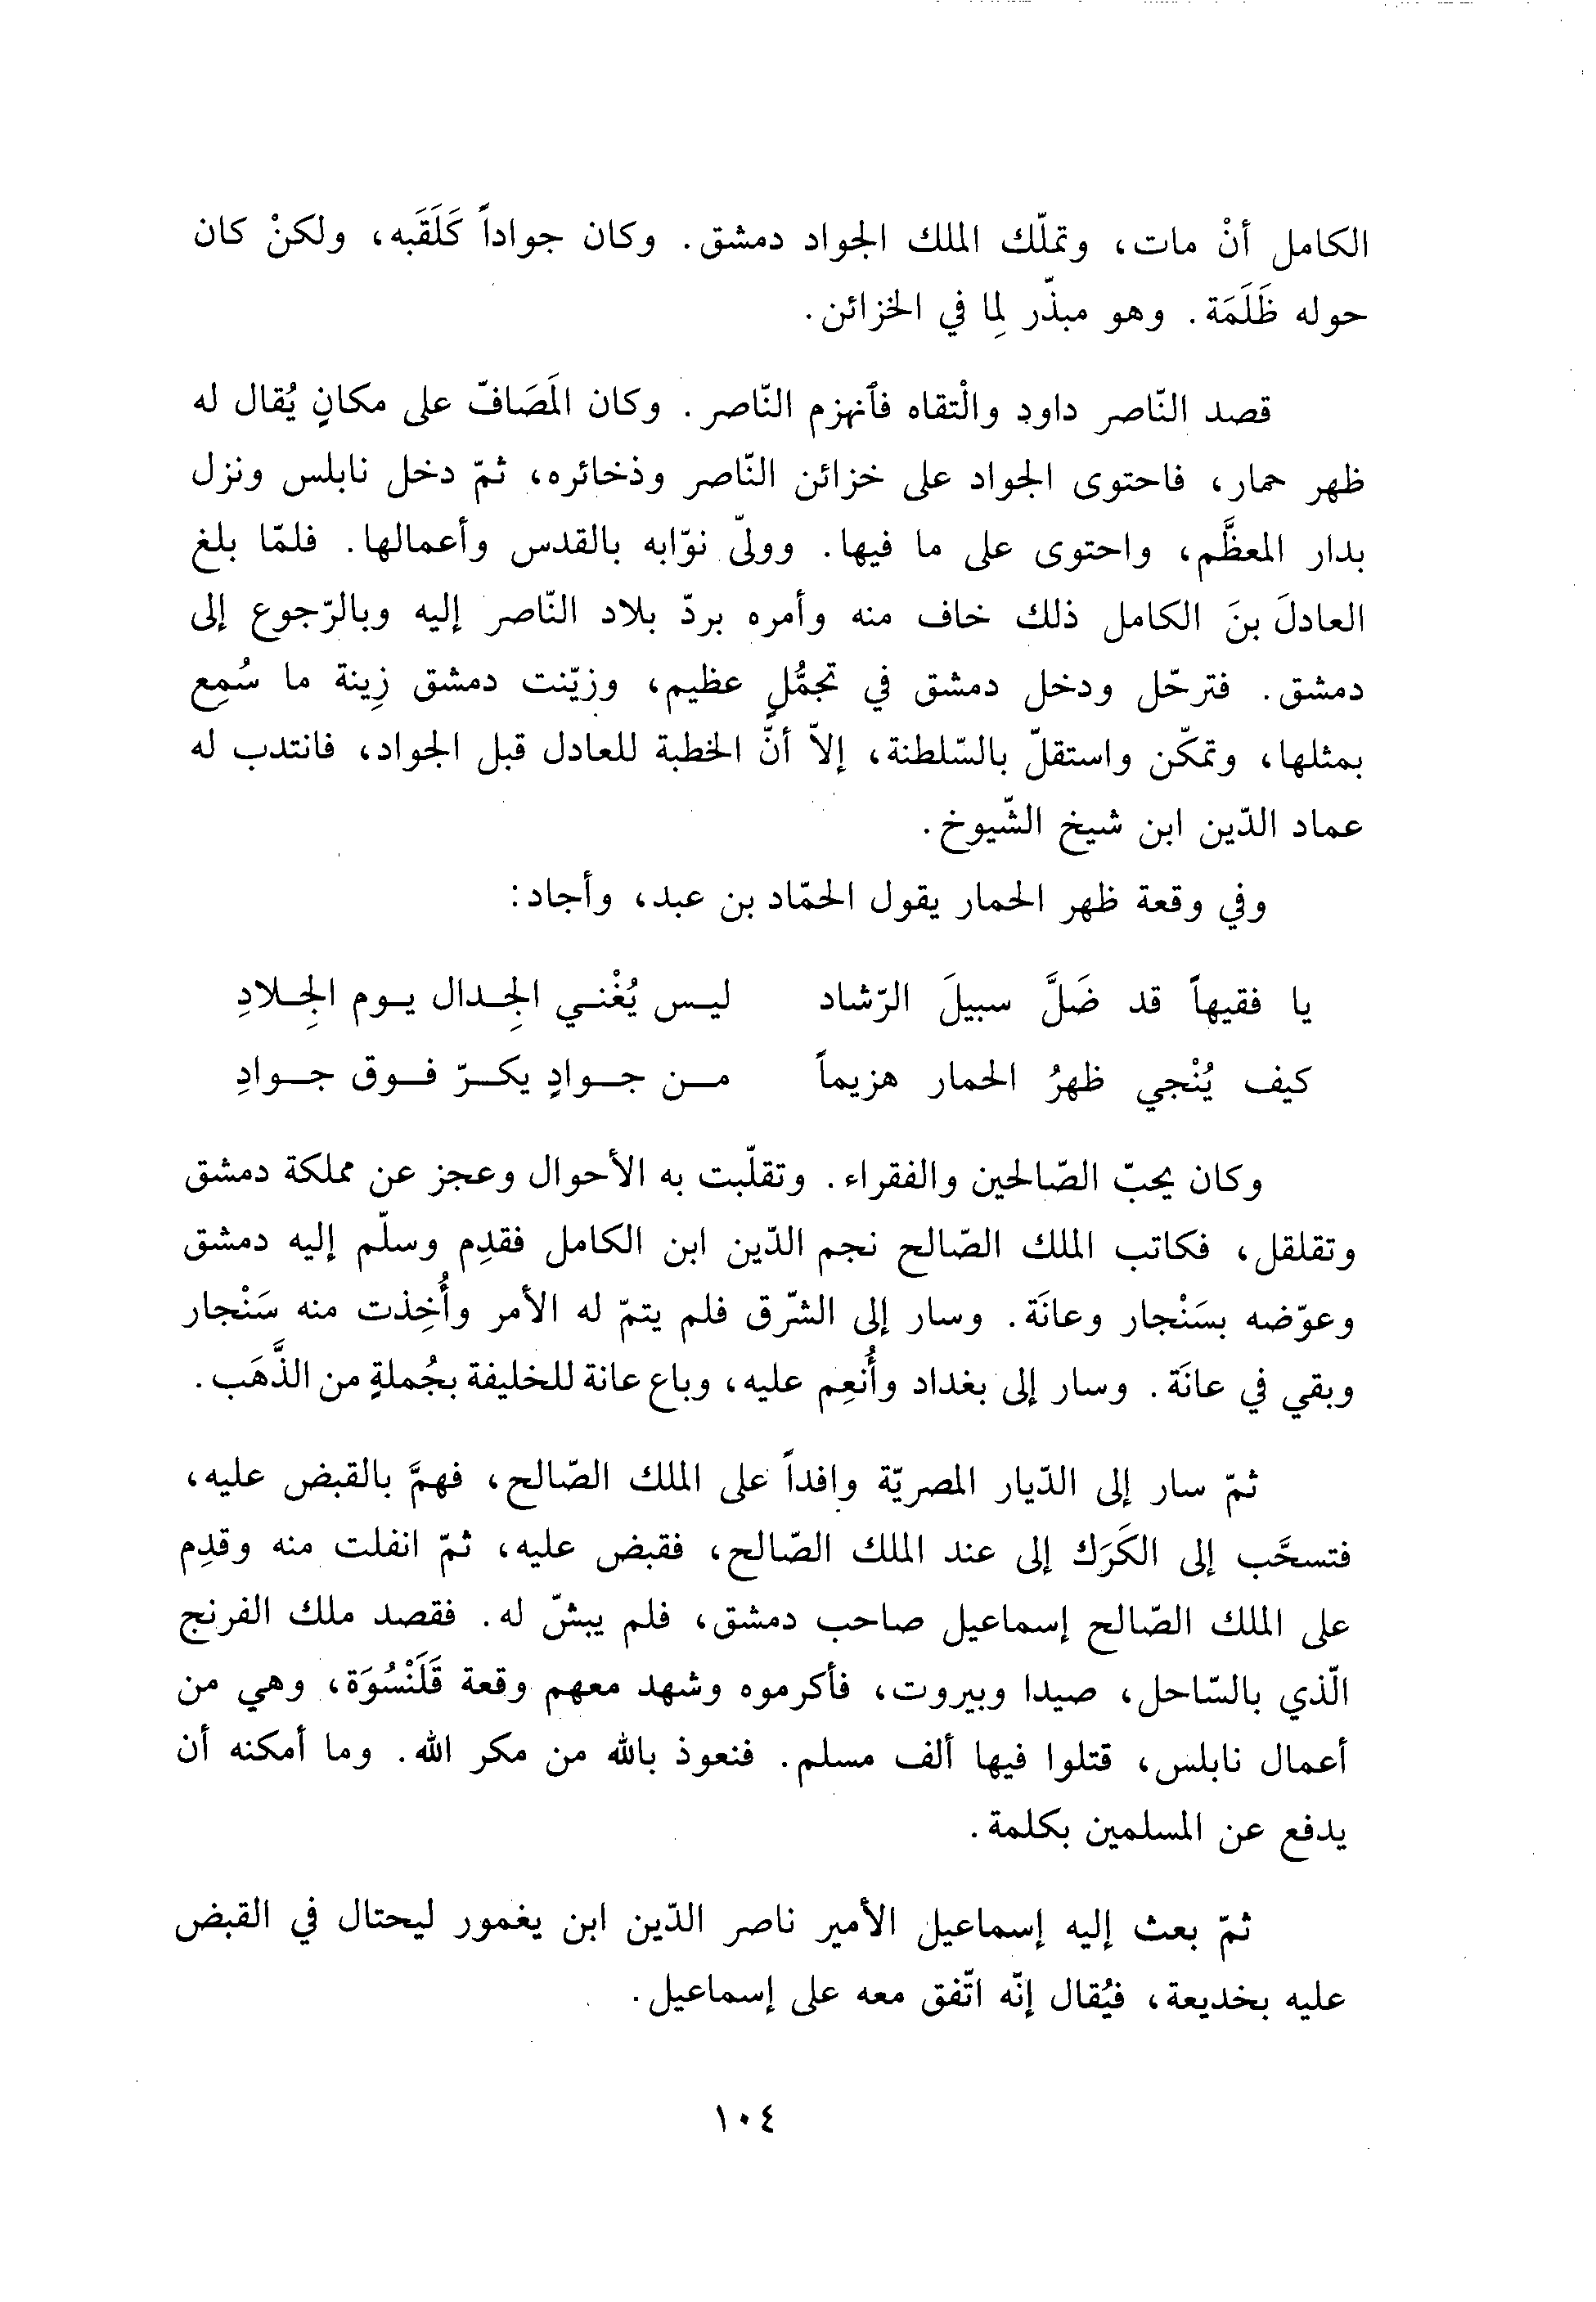 الكامل أنْ مات، وتملّك الملك الجواد دمشق. وكان جواداً كَلَقَبه، ولكنْ كان
حوله ظَلَمَة. وهو مبذّر لِما في الخزائن.
قصد النّاصر داود والْتقاه فٱنهزم النّاصر. وكان المَصَافّ على مكانٍ يُقال له
ظهر حمار، فاحتوى الجواد على خزائن النّاصر وذخائره، ثمّ دخل نابلس ونزل
بدار المعظَّم، واحتوى على ما فيها. وولّى نوّابه بالقدس وأعمالها. فلمّا بلغ
العادلَ بنَ الكامل ذلك خاف منه وأمره بردّ بلاد النّاصر إليه وبالرّجوع إلى
دمشق. فترحّل ودخل دمشق في تجمُّلٍ عظيم، وزيّنت دمشق زِينة ما سُمِع
بمثلها، وتمكّن واستقلّ بالسّلطنة، إلاّ أنَّ الخطبة للعادل قبل الجواد، فانتدب له
عماد الدّين ابن شيخ الشّيوخ.
وفي وقعة ظهر الحمار يقول الحمّاد بن عبد، وأجاد:
يا فقيهاً قد ضَلَّ سبيلَ الرّشاد ليس يُغْني الجِدال يوم الجِلادِ
كيف يُنْجي ظهرُ الحمار هزيماً من جوادٍ يكرّ فوق جوادِ
وكان يحبّ الصّالحين والفقراء. وتقلّبت به الأحوال وعجز عن مملكة دمشق
وتقلقل، فكاتب الملك الصّالح نجم الدّين ابن الكامل فقدِم وسلّم إليه دمشق
وعوّضه بسَنْجار وعانَة. وسار إلى الشّرق فلم يتمّ له الأمر وأُخِذت منه سَنْجار
وبقي في عانَة. وسار إلى بغداد وأُنعِم عليه، وباع عانة للخليفة بجُملةٍ من الذَّهَب.
ثمّ سار إلى الدّيار المصريّة وافداً على الملك الصّالح، فهمَّ بالقبض عليه،
فتسحَّب إلى الكَرَك إلى عند الملك الصّالح، فقبض عليه، ثمّ انفلت منه وقدِم
على الملك الصّالح إسماعيل صاحب دمشق، فلم يبشّ له. فقصد ملك الفرنج
الّذي بالسّاحل، صيدا وبيروت، فأكرموه وشهد معهم وقعة قَلَنْسُوَة، وهي من
أعمال نابلس، قتلوا فيها ألف مسلم. فنعوذ بالله من مكر الله. وما أمكنه أن
يدفع عن المسلمين بكلمة.
ثمّ بعث إليه إسماعيل الأمير ناصر الدّين ابن يغمور ليحتال في القبض
عليه بخديعة، فيُقال إنّه اتّفق معه على إسماعيل.
١٠٤